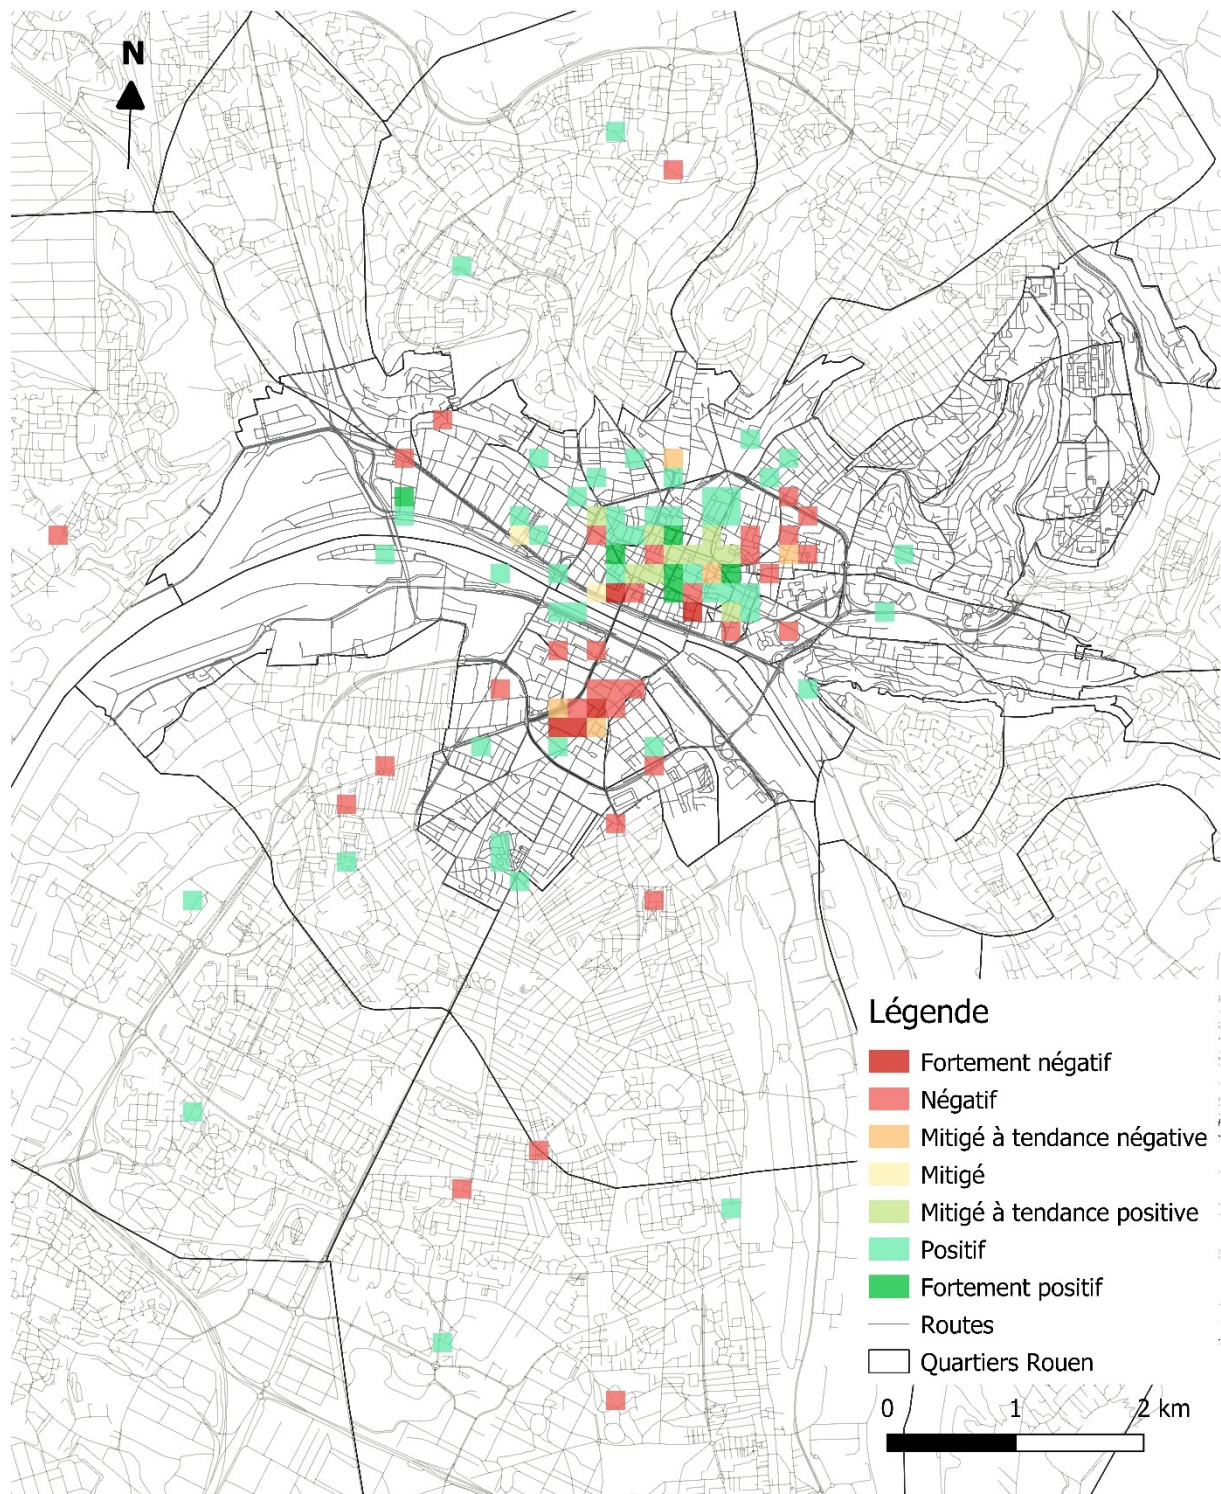 N
Légende
Fortement négatif
Négatif
Mitigé à tendance négative
Mitigé
Mitigé à tendance positive
Positif
Fortement positif
Routes
Quartiers Rouen
0 1 2 km